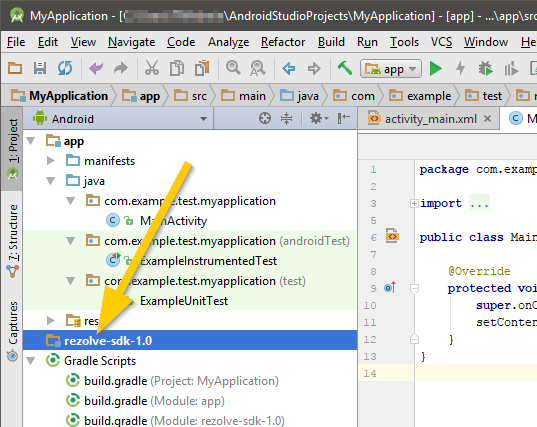 MyApplication - [C \AndroidStudioProjects\MyApplication] - [app] - ...\app\src
File Edit View Navigate Code Analyze Refactor Build Run Tools VCS Window Help
app
MyApplication app src main java com example test
Android
activity_main.xml
1: Project
7: Structure
Captures
app
manifests
java
com.example.test.myapplication
MainActivity
com.example.test.myapplication (androidTest)
ExampleInstrumentedTest
com.example.test.myapplication (test)
ExampleUnitTest
res
rezolve-sdk-1.0
Gradle Scripts
build.gradle (Project: MyApplication)
build.gradle (Module: app)
build.gradle (Module: rezolve-sdk-1.0)
1 package com.examp
2
3 import ...
5
6 public class Main
7
8 @Override
9 protected voi
10 super.onC
11 setConten
12 }
13 }
14